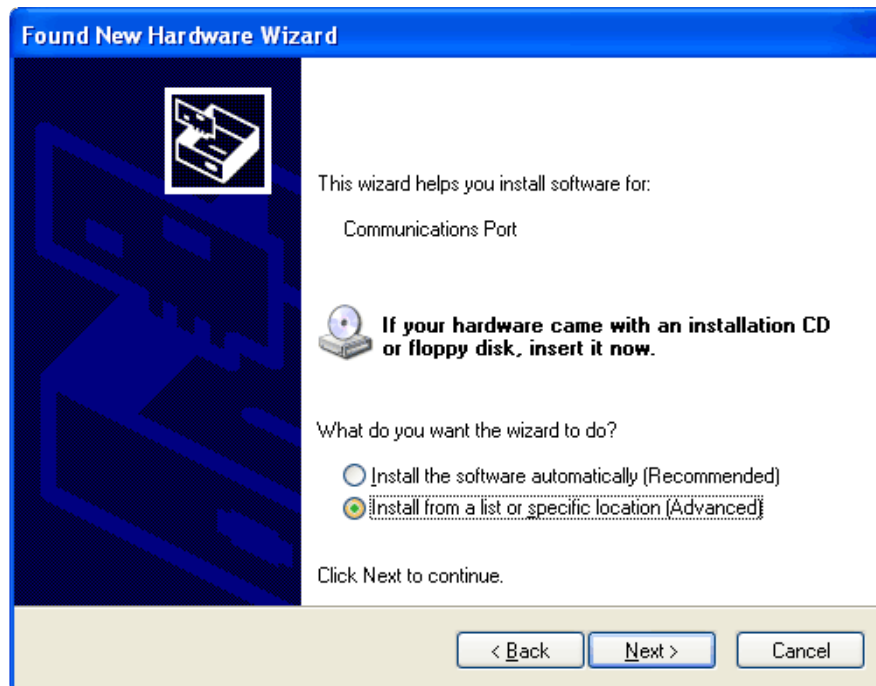 Found New Hardware Wizard
This wizard helps you install software for:
Communications Port
If your hardware came with an installation CD
or floppy disk, insert it now.
What do you want the wizard to do?
Install the software automatically (Recommended)
Install from a list or specific location (Advanced)
Click Next to continue.
< Back Next > Cancel